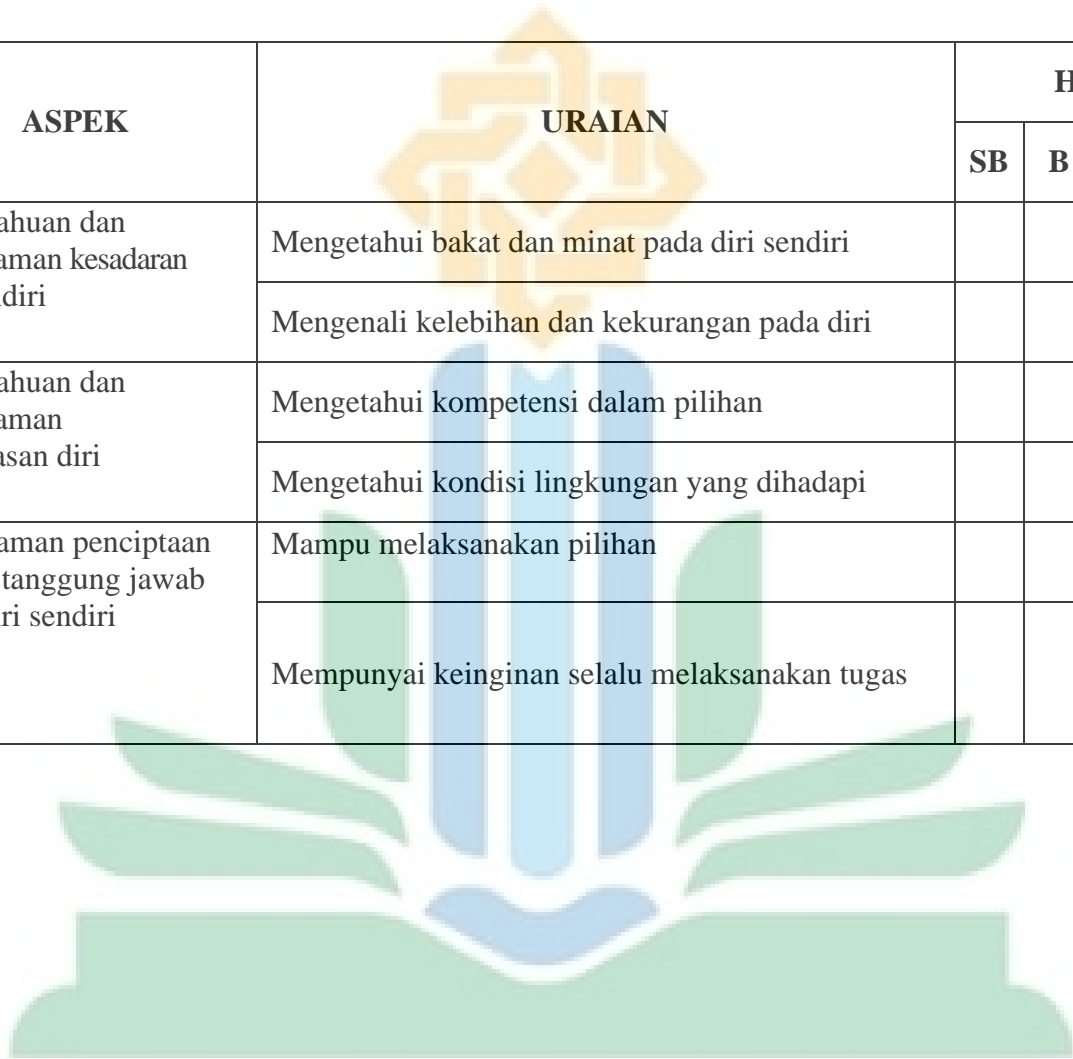 ASPEK URAIAN H
SB B
ahuan dan
aman kesadaran
diri
Mengetahui bakat dan minat pada diri sendiri
Mengenali kelebihan dan kekurangan pada diri
ahuan dan
aman
asan diri
Mengetahui kompetensi dalam pilihan
Mengetahui kondisi lingkungan yang dihadapi
aman penciptaan
tanggung jawab
ri sendiri
Mampu melaksanakan pilihan
Mempunyai keinginan selalu melaksanakan tugas